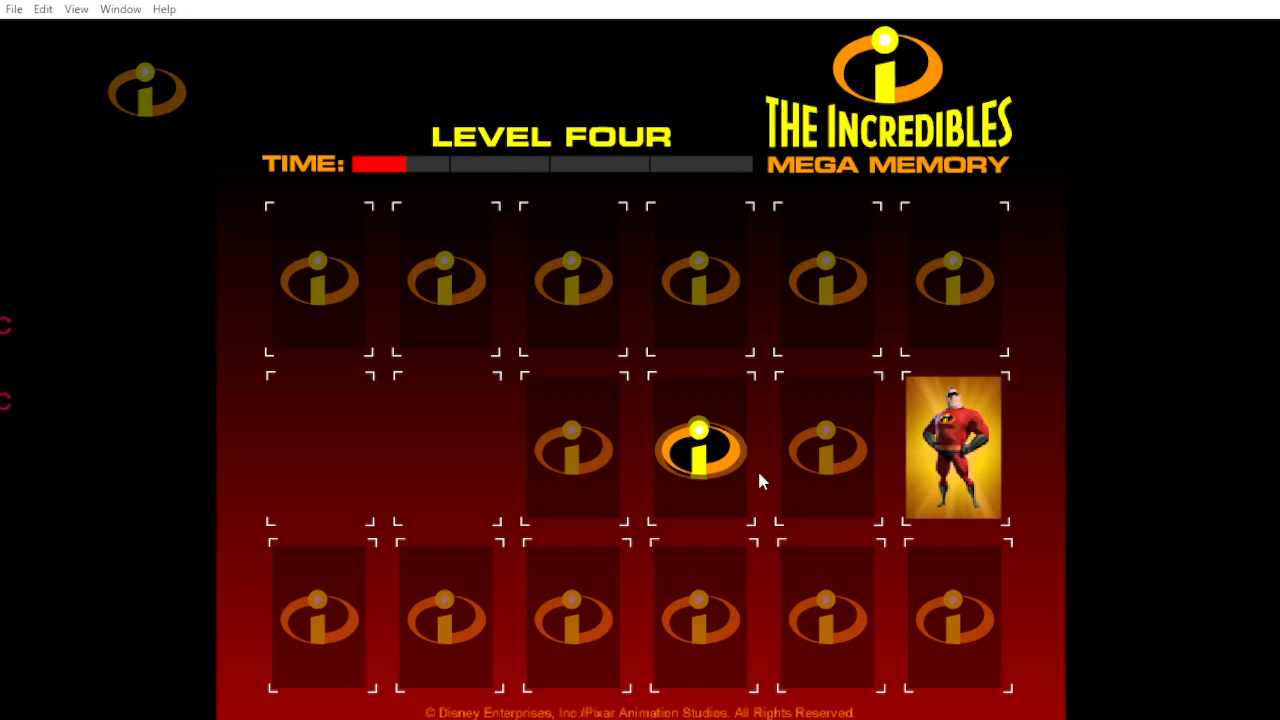 File Edit View Window Help
THE INCREDIBLES
LEVEL FOUR
TIME:
MEGA MEMORY
C
C
© Disney Enterprises, Inc./Pixar Animation Studios. All Rights Reserved.